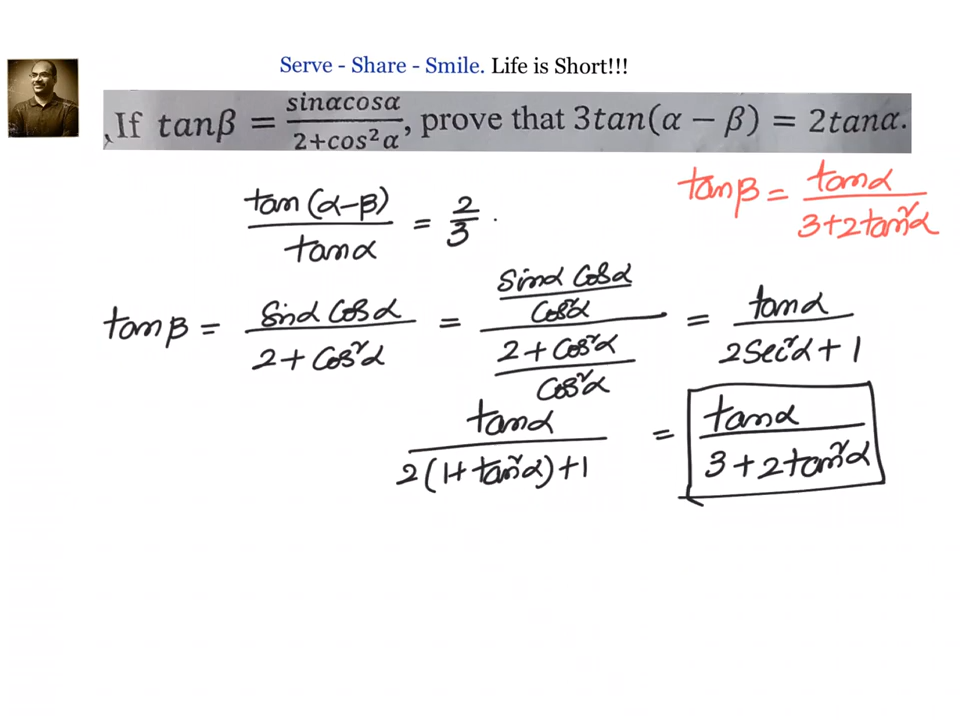 Serve - Share - Smile. Life is Short!!!
If tanβ = sinαcosα / 2+cos²α, prove that 3tan(α − β) = 2tanα.
tanβ = tanα / 3+2tan²α
tan(α-β) / tanα = 2/3 .
tanβ = Sinα Cosα / 2 + Cos²α = (Sinα Cosα / Cos²α) / (2 + Cos²α / Cos²α) = tanα / 2Sec²α + 1
tanα / 2(1+tan²α)+1 = tanα / 3+2tan²α